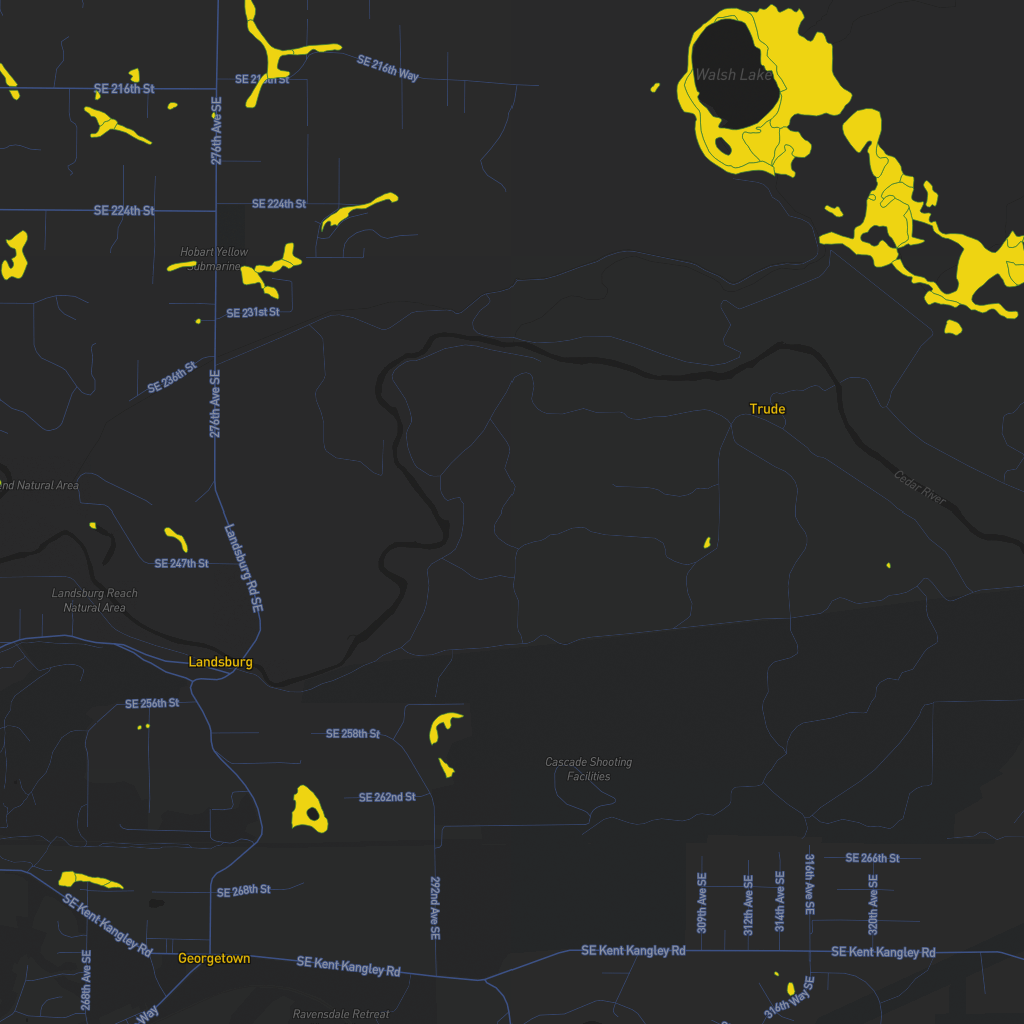 SE 216th Way
Walsh Lake
SE 216th St
SE 216th St
276th Ave SE
SE 224th St
SE 224th St
Hobart Yellow
Submarine
SE 231st St
SE 236th St
276th Ave SE
Trude
Cedar River
nd Natural Area
Landsburg Rd SE
SE 247th St
Landsburg Reach
Natural Area
Landsburg
SE 256th St
SE 258th St
Cascade Shooting
Facilities
SE 262nd St
SE 266th St
316th Ave SE
309th Ave SE
312th Ave SE
314th Ave SE
320th Ave SE
292nd Ave SE
SE 268th St
SE Kent Kangley Rd
Georgetown
SE Kent Kangley Rd
SE Kent Kangley Rd
SE Kent Kangley Rd
268th Ave SE
316th Way SE
Way
Ravensdale Retreat